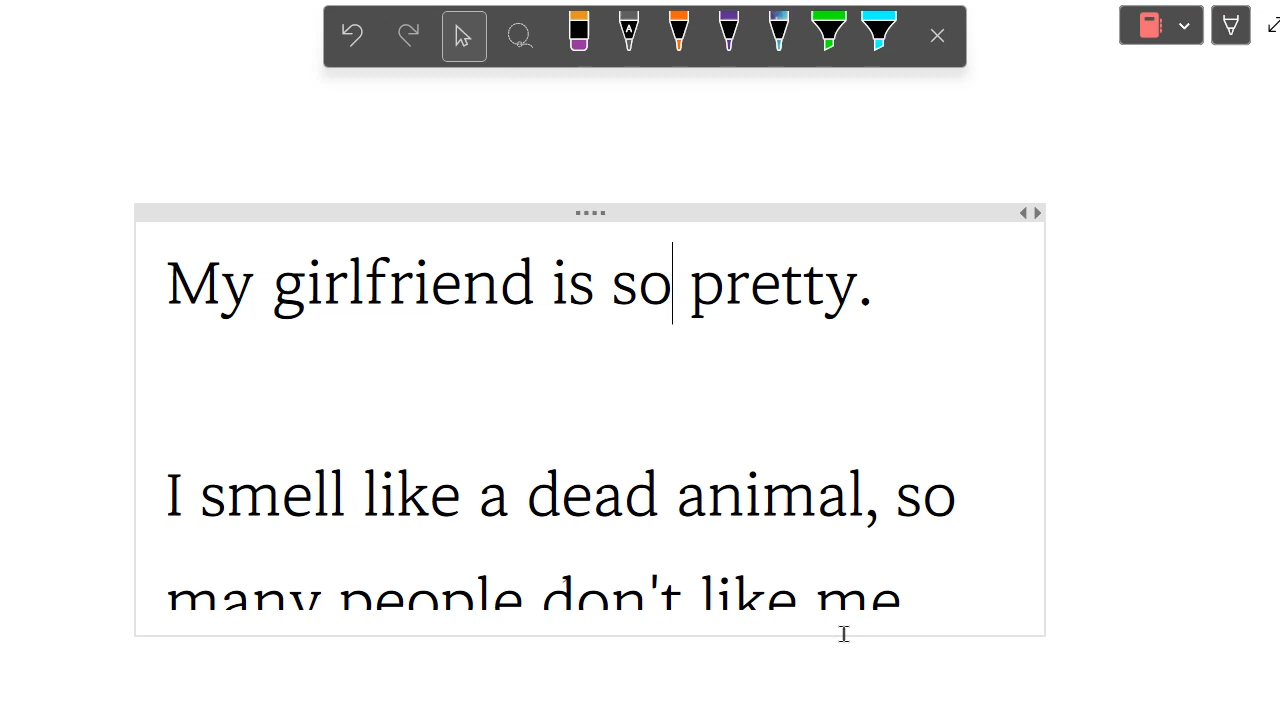 My girlfriend is so pretty.
I smell like a dead animal, so
many people don't like me